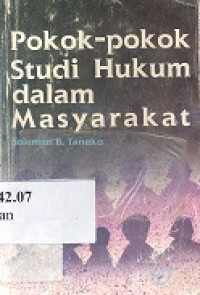 Pokok-pokok
Studi Hukum
dalam
Masyarakat
Soleman B. Taneko
42.07
an